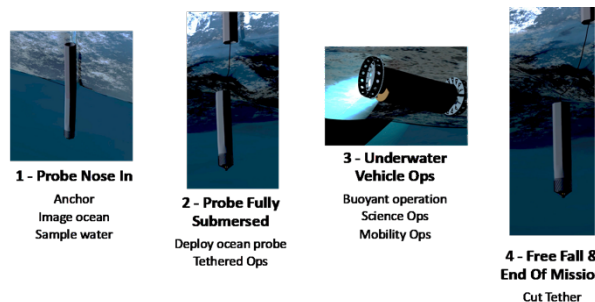 1 - Probe Nose In
Anchor
Image ocean
Sample water
2 - Probe Fully
Submersed
Deploy ocean probe
Tethered Ops
3 - Underwater
Vehicle Ops
Buoyant operation
Science Ops
Mobility Ops
4 - Free Fall &
End Of Missio
Cut Tether